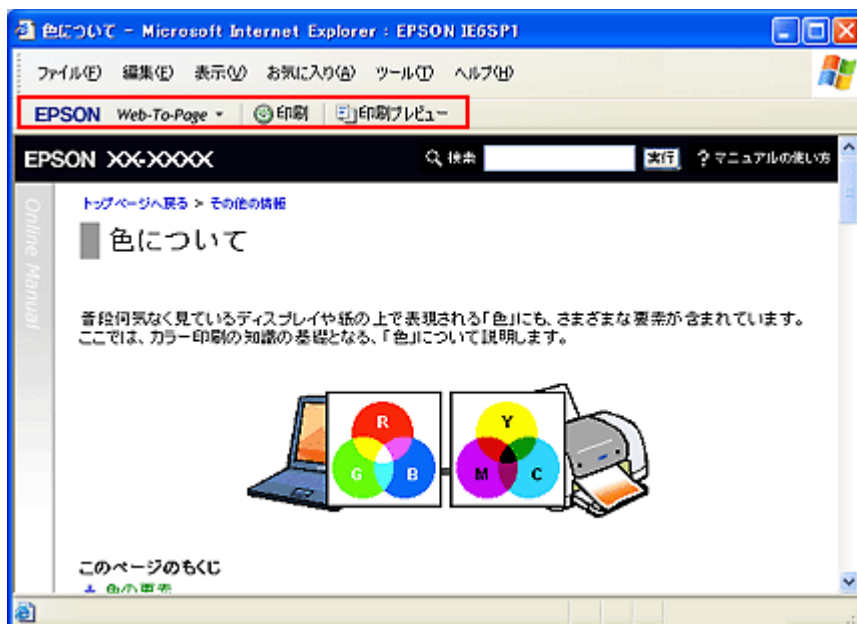 色について - Microsoft Internet Explorer : EPSON IE6SP1
ファイル(F) 編集(E) 表示(V) お気に入り(A) ツール(T) ヘルプ(H)
EPSON Web-To-Page 印刷 印刷プレビュー
EPSON XX-XXXX 検索 実行 ? マニュアルの使い方
Online Manual
トップページへ戻る > その他の情報
色について
普段何気なく見ているディスプレイや紙の上で表現される「色」にも、さまざまな要素が含まれています。
ここでは、カラー印刷の知識の基礎となる、「色」について説明します。
R G B
Y M C
このページのもくじ
色の要素